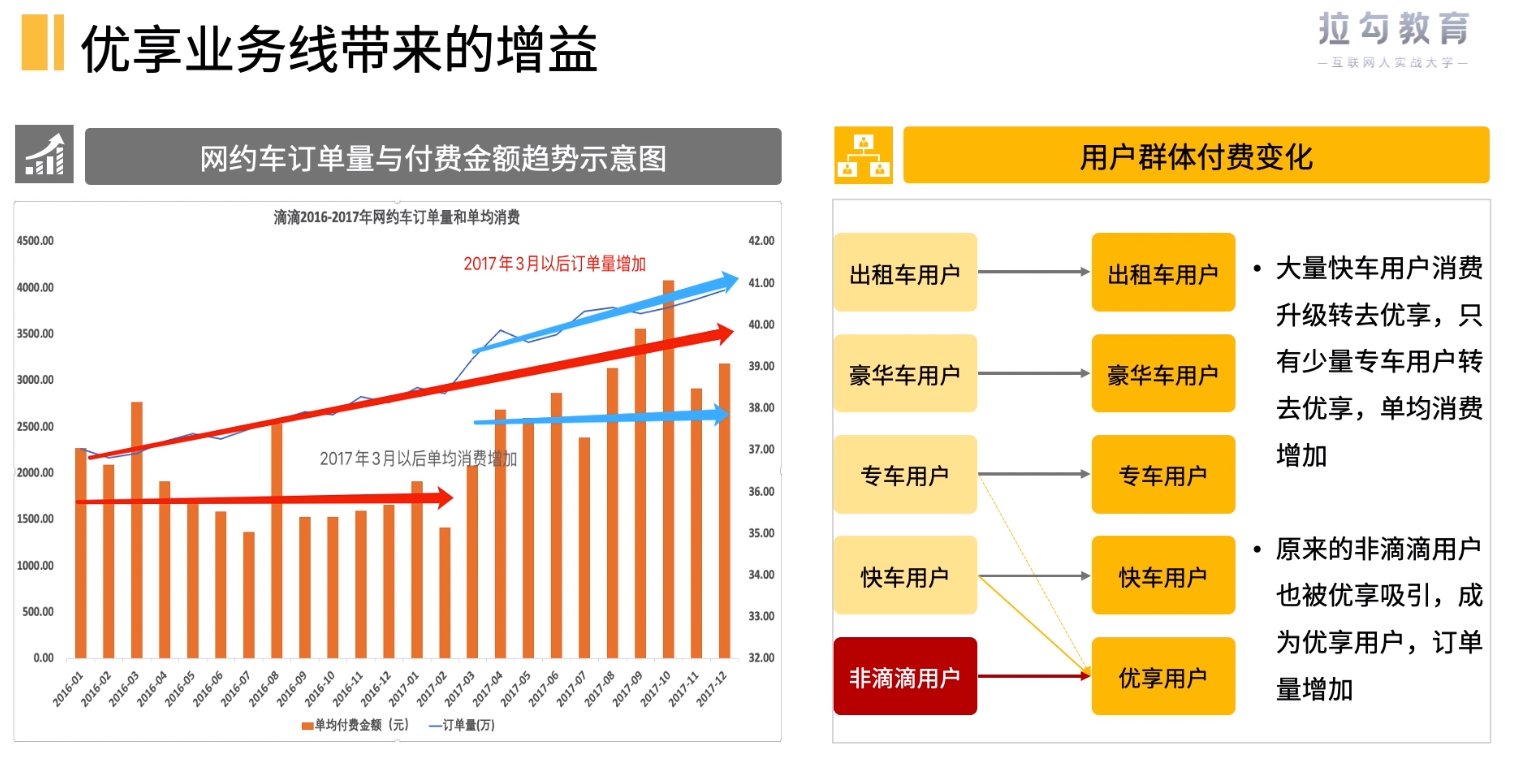 优享业务线带来的增益
拉勾教育
—互联网人实战大学—
网约车订单量与付费金额趋势示意图
滴滴2016-2017年网约车订单量和单均消费
4500.00
4000.00
3500.00
3000.00
2500.00
2000.00
1500.00
1000.00
500.00
0.00
42.00
41.00
40.00
39.00
38.00
37.00
36.00
35.00
34.00
33.00
32.00
2017年3月以后订单量增加
2017年3月以后单均消费增加
2016-01
2016-02
2016-03
2016-04
2016-05
2016-06
2016-07
2016-08
2016-09
2016-10
2016-11
2016-12
2017-01
2017-02
2017-03
2017-04
2017-05
2017-06
2017-07
2017-08
2017-09
2017-10
2017-11
2017-12
单均付费金额（元）
订单量(万)
用户群体付费变化
出租车用户
出租车用户
豪华车用户
豪华车用户
专车用户
专车用户
快车用户
快车用户
非滴滴用户
优享用户
• 大量快车用户消费
升级转去优享，只
有少量专车用户转
去优享，单均消费
增加
• 原来的非滴滴用户
也被优享吸引，成
为优享用户，订单
量增加